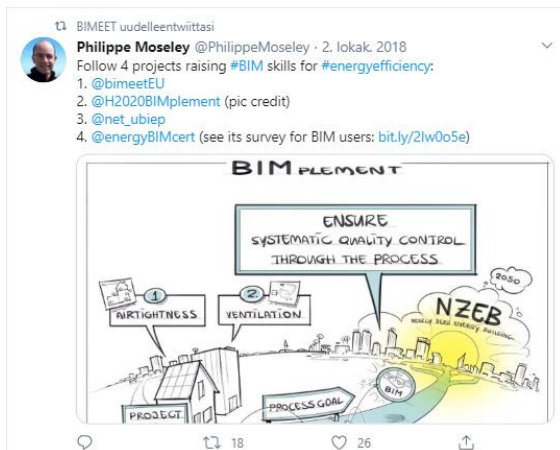 BIMEET uudelleentwiittasi
Philippe Moseley @PhilippeMoseley · 2. lokak. 2018
Follow 4 projects raising #BIM skills for #energyefficiency:
1. @bimeetEU
2. @H2020BIMplement (pic credit)
3. @net_ubiep
4. @energyBIMcert (see its survey for BIM users: bit.ly/2Iw0o5e)
BIMPLEMENT
ENSURE
SYSTEMATIC QUALITY CONTROL
THROUGH THE PROCESS
2050
1
2
NZEB
NEARLY ZERO ENERGY BUILDING
AIRTIGHTNESS
VENTILATION
BIM
PROJECT
PROCESS GOAL
18
26